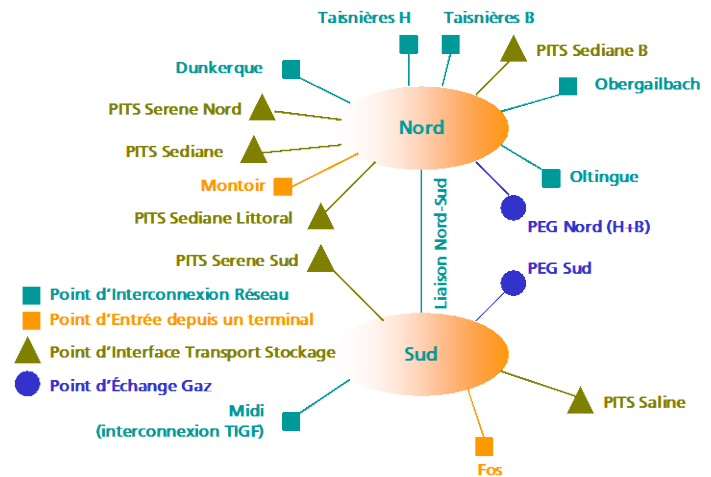 Taisnières H
Taisnières B
PITS Sediane B
Dunkerque
Obergailbach
PITS Serene Nord
Nord
PITS Sediane
Oltingue
Montoir
PITS Sediane Littoral
PEG Nord (H+B)
Liaison Nord-Sud
PITS Serene Sud
PEG Sud
Point d'Interconnexion Réseau
Point d'Entrée depuis un terminal
Point d'Interface Transport Stockage
Sud
Point d'Échange Gaz
PITS Saline
Midi
(interconnexion TIGF)
Fos